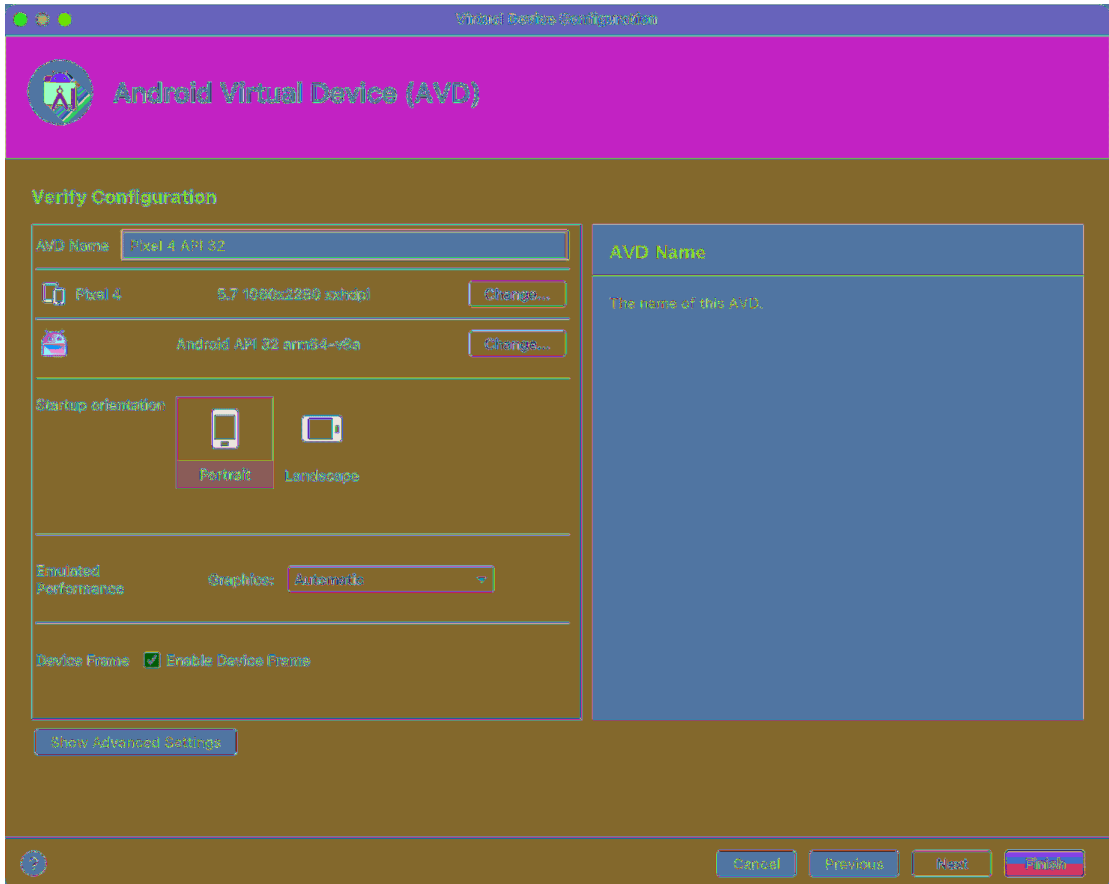 Virtual Device Configuration
Android Virtual Device (AVD)
Verify Configuration
AVD Name Pixel 4 API 32
Pixel 4 5.7 1080x2280 xxhdpi Change...
Android API 32 arm64-v8a Change...
Startup orientation
Portrait Landscape
Emulated
Performance
Graphics: Automatic
Device Frame Enable Device Frame
Show Advanced Settings
AVD Name
The name of this AVD.
? Cancel Previous Next Finish